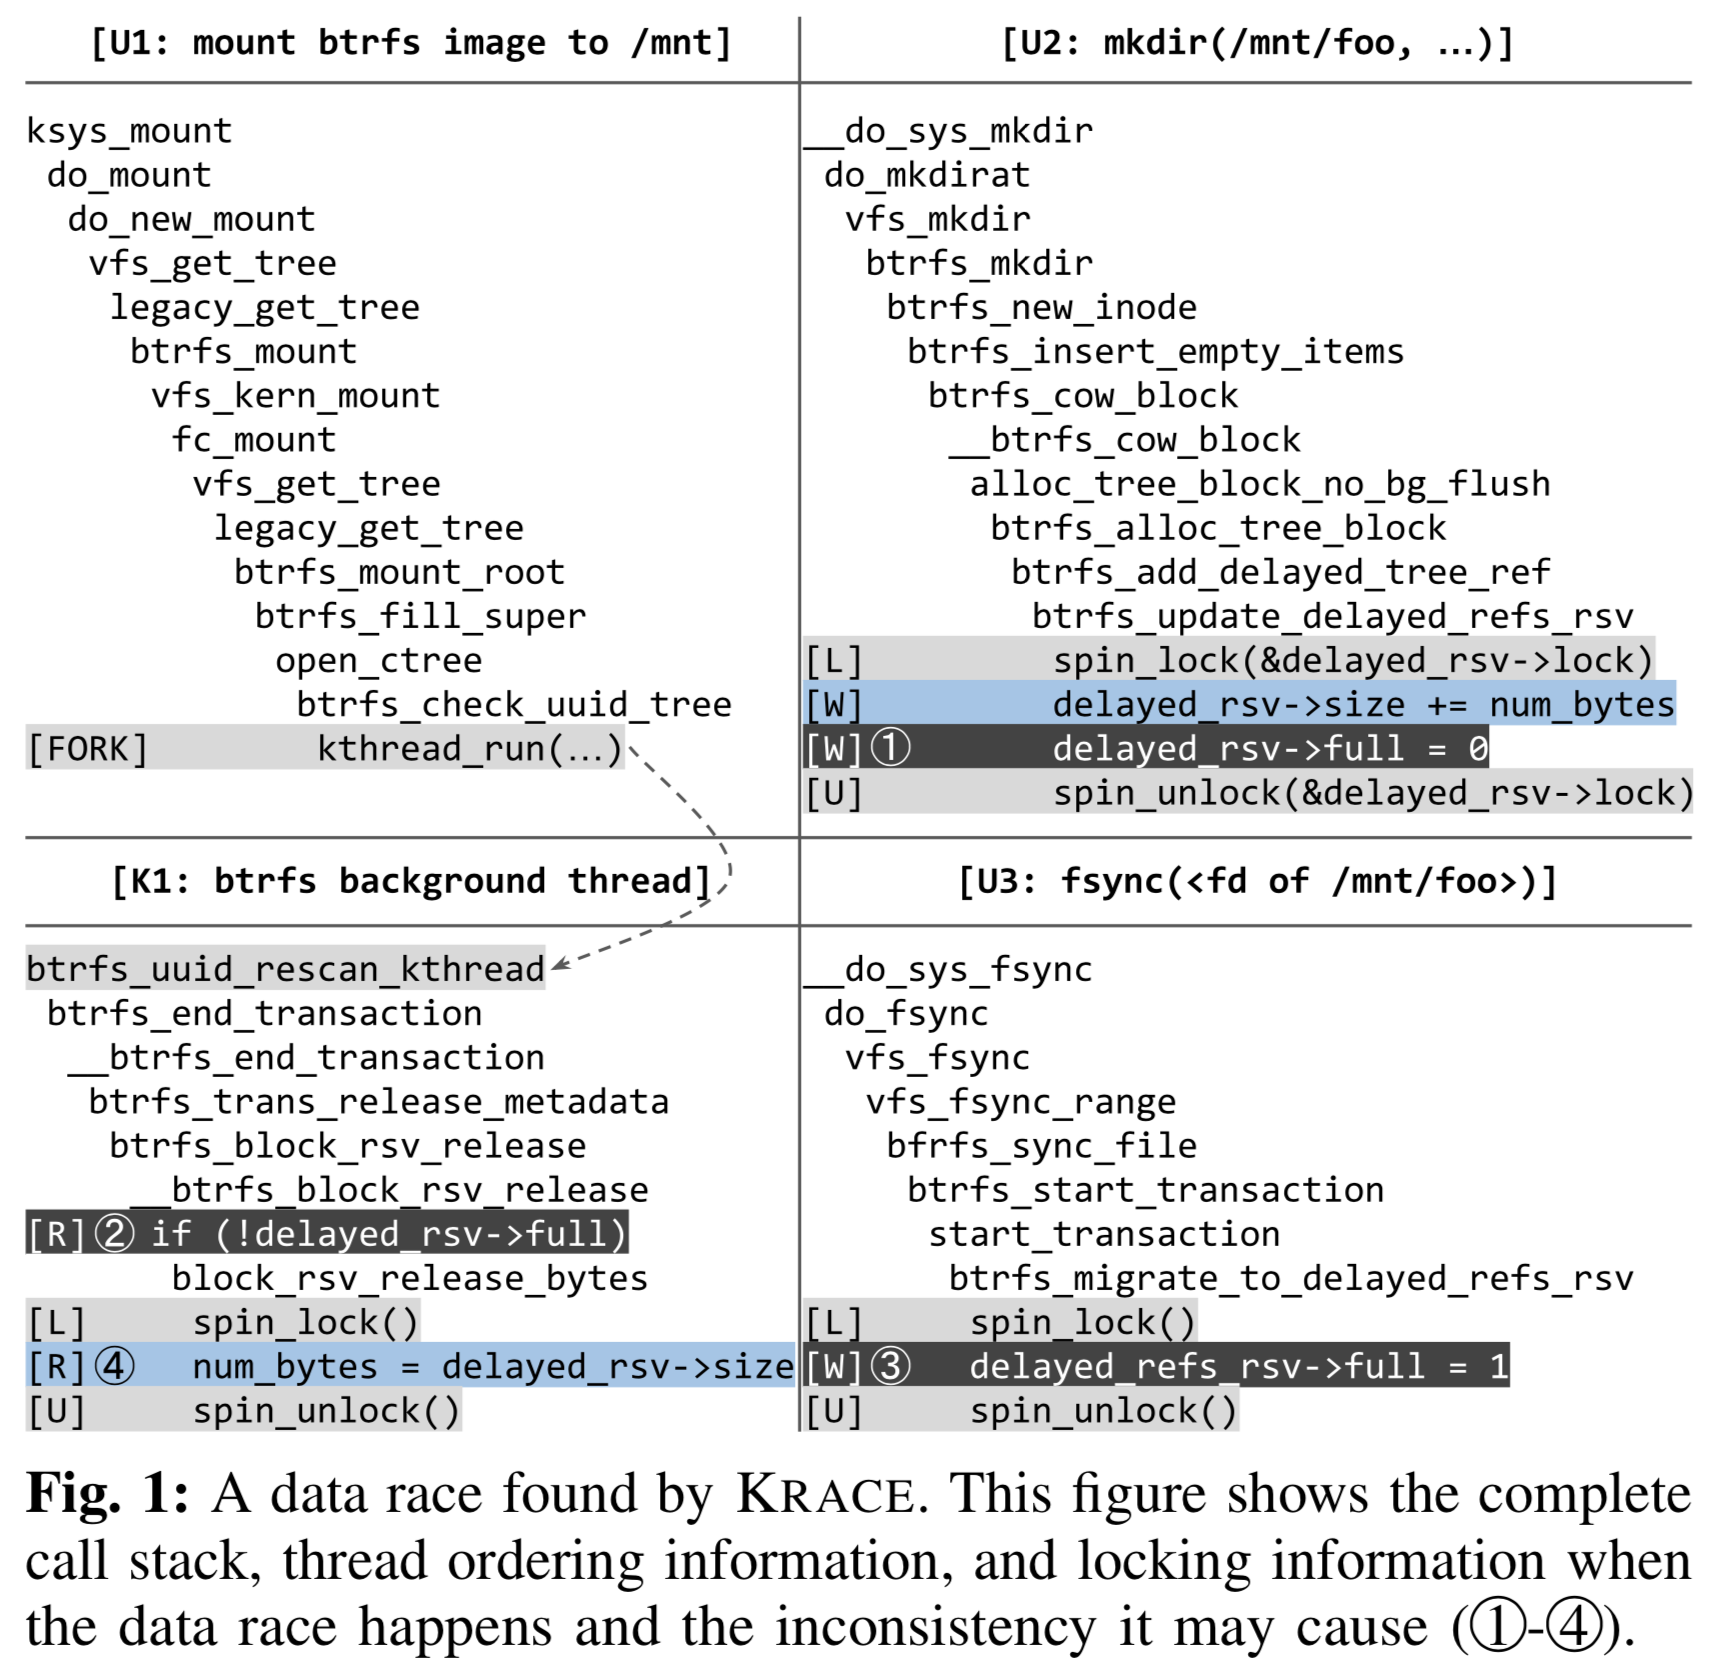 [U1: mount btrfs image to /mnt]
ksys_mount
do_mount
do_new_mount
vfs_get_tree
legacy_get_tree
btrfs_mount
vfs_kern_mount
fc_mount
vfs_get_tree
legacy_get_tree
btrfs_mount_root
btrfs_fill_super
open_ctree
btrfs_check_uuid_tree
[FORK] kthread_run(…)
[U2: mkdir(/mnt/foo, …)]
__do_sys_mkdir
do_mkdirat
vfs_mkdir
btrfs_mkdir
btrfs_new_inode
btrfs_insert_empty_items
btrfs_cow_block
__btrfs_cow_block
alloc_tree_block_no_bg_flush
btrfs_alloc_tree_block
btrfs_add_delayed_tree_ref
btrfs_update_delayed_refs_rsv
[L] spin_lock(&delayed_rsv->lock)
[W] delayed_rsv->size += num_bytes
[W]① delayed_rsv->full = 0
[U] spin_unlock(&delayed_rsv->lock)
[K1: btrfs background thread]
btrfs_uuid_rescan_kthread
btrfs_end_transaction
__btrfs_end_transaction
btrfs_trans_release_metadata
btrfs_block_rsv_release
__btrfs_block_rsv_release
[R]② if (!delayed_rsv->full)
block_rsv_release_bytes
[L] spin_lock()
[R]④ num_bytes = delayed_rsv->size
[U] spin_unlock()
[U3: fsync(<fd of /mnt/foo>)]
__do_sys_fsync
do_fsync
vfs_fsync
vfs_fsync_range
bfrfs_sync_file
btrfs_start_transaction
start_transaction
btrfs_migrate_to_delayed_refs_rsv
[L] spin_lock()
[W]③ delayed_refs_rsv->full = 1
[U] spin_unlock()
Fig. 1: A data race found by KRACE. This figure shows the complete
call stack, thread ordering information, and locking information when
the data race happens and the inconsistency it may cause (①-④).